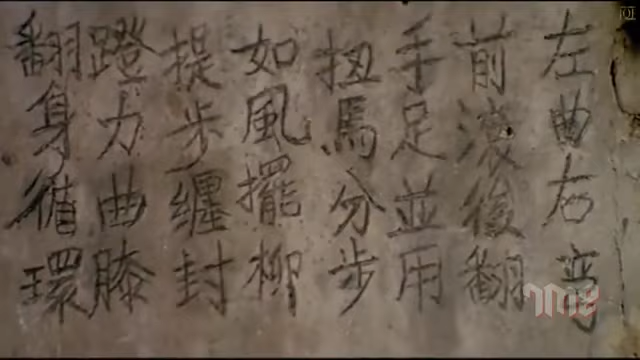 左曲右彎
前滾後翻
手足並用
扭馬分步
如風擺柳
提步纏封
蹬力曲膝
翻身循環